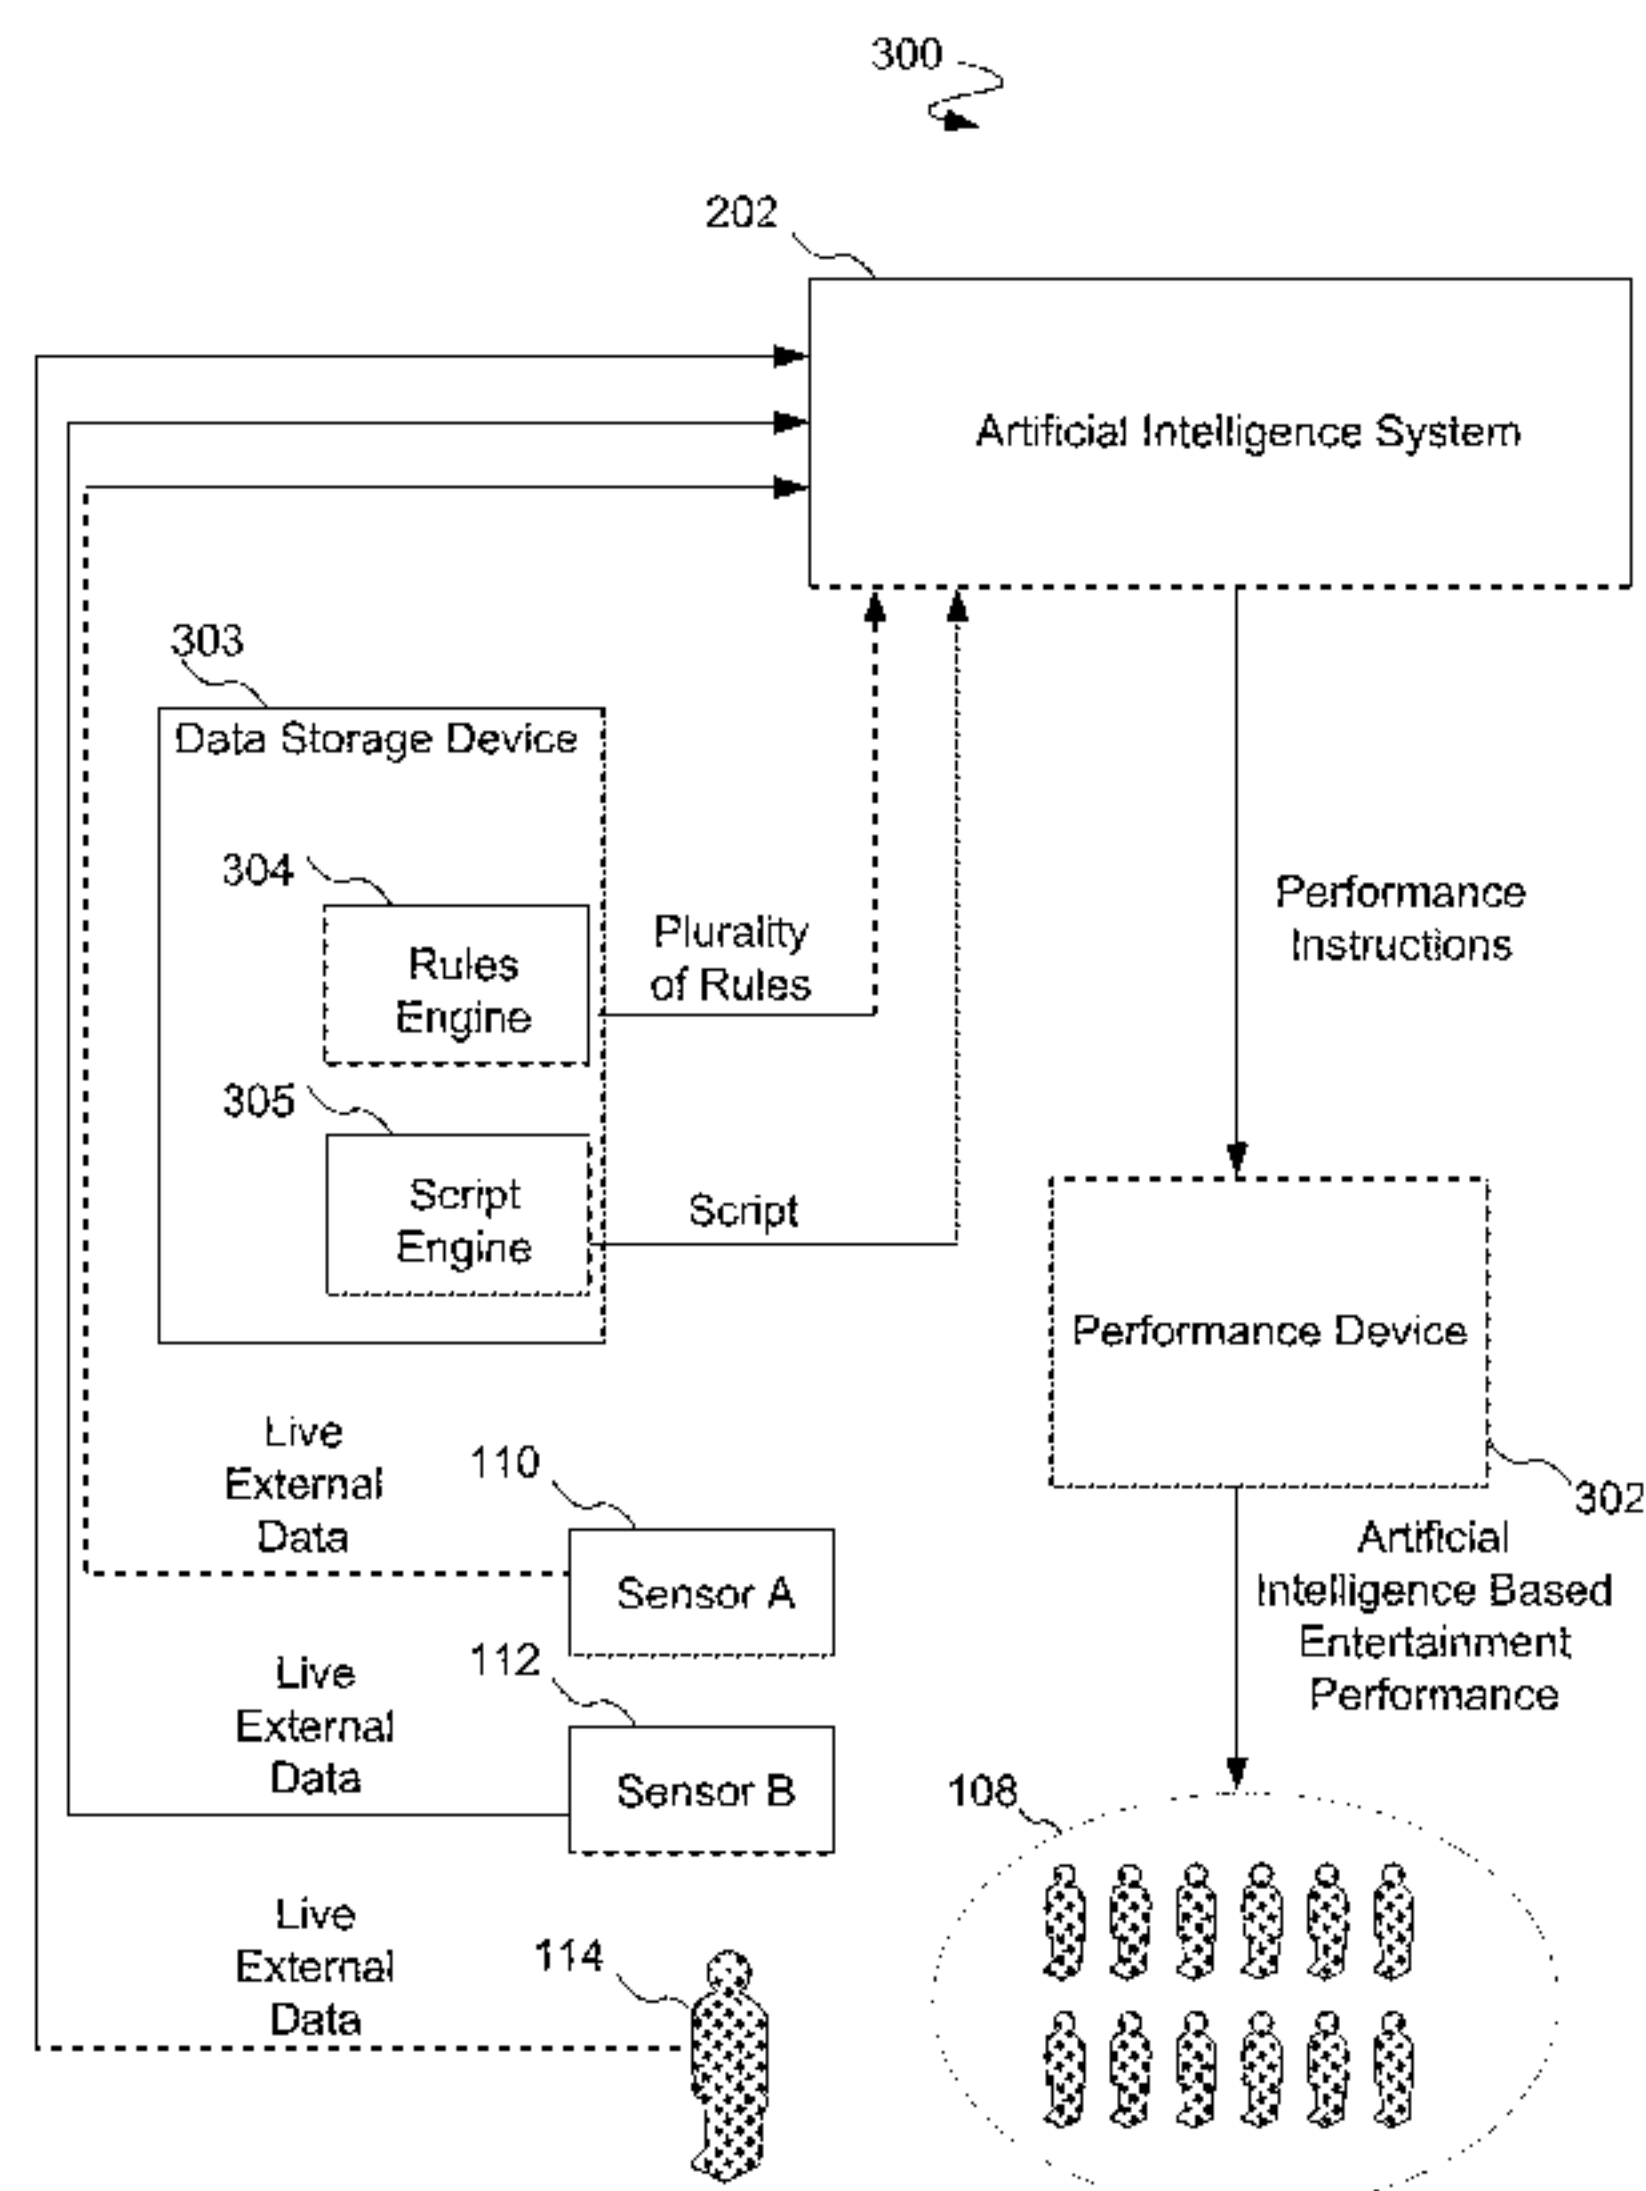 300
202
Artificial Intelligence System
303
Data Storage Device
304
Rules
Engine
Plurality
of Rules
305
Script
Engine
Script
Performance
Instructions
Performance Device
302
Live
External
Data
110
Sensor A
Live
External
Data
112
Sensor B
Live
External
Data
114
Artificial
Intelligence Based
Entertainment
Performance
108